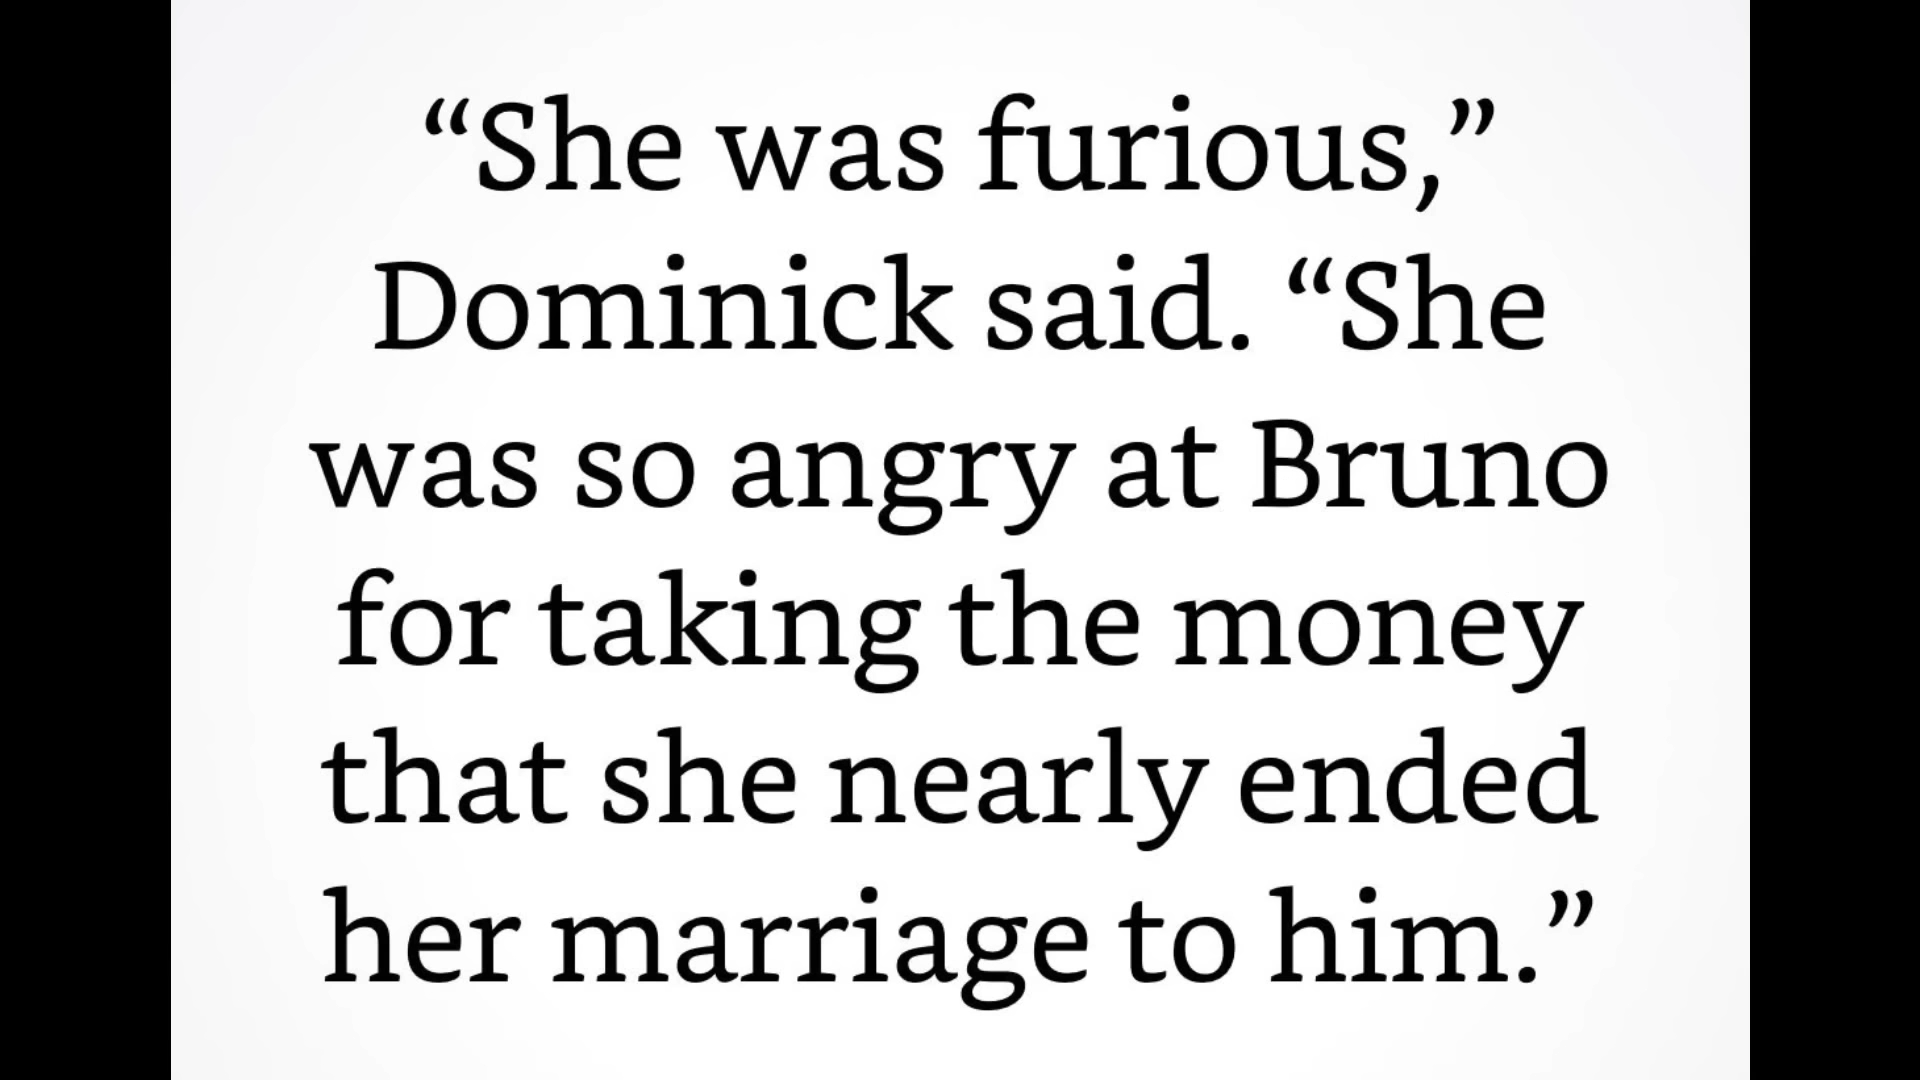 “She was furious,”
Dominick said. “She
was so angry at Bruno
for taking the money
that she nearly ended
her marriage to him.”